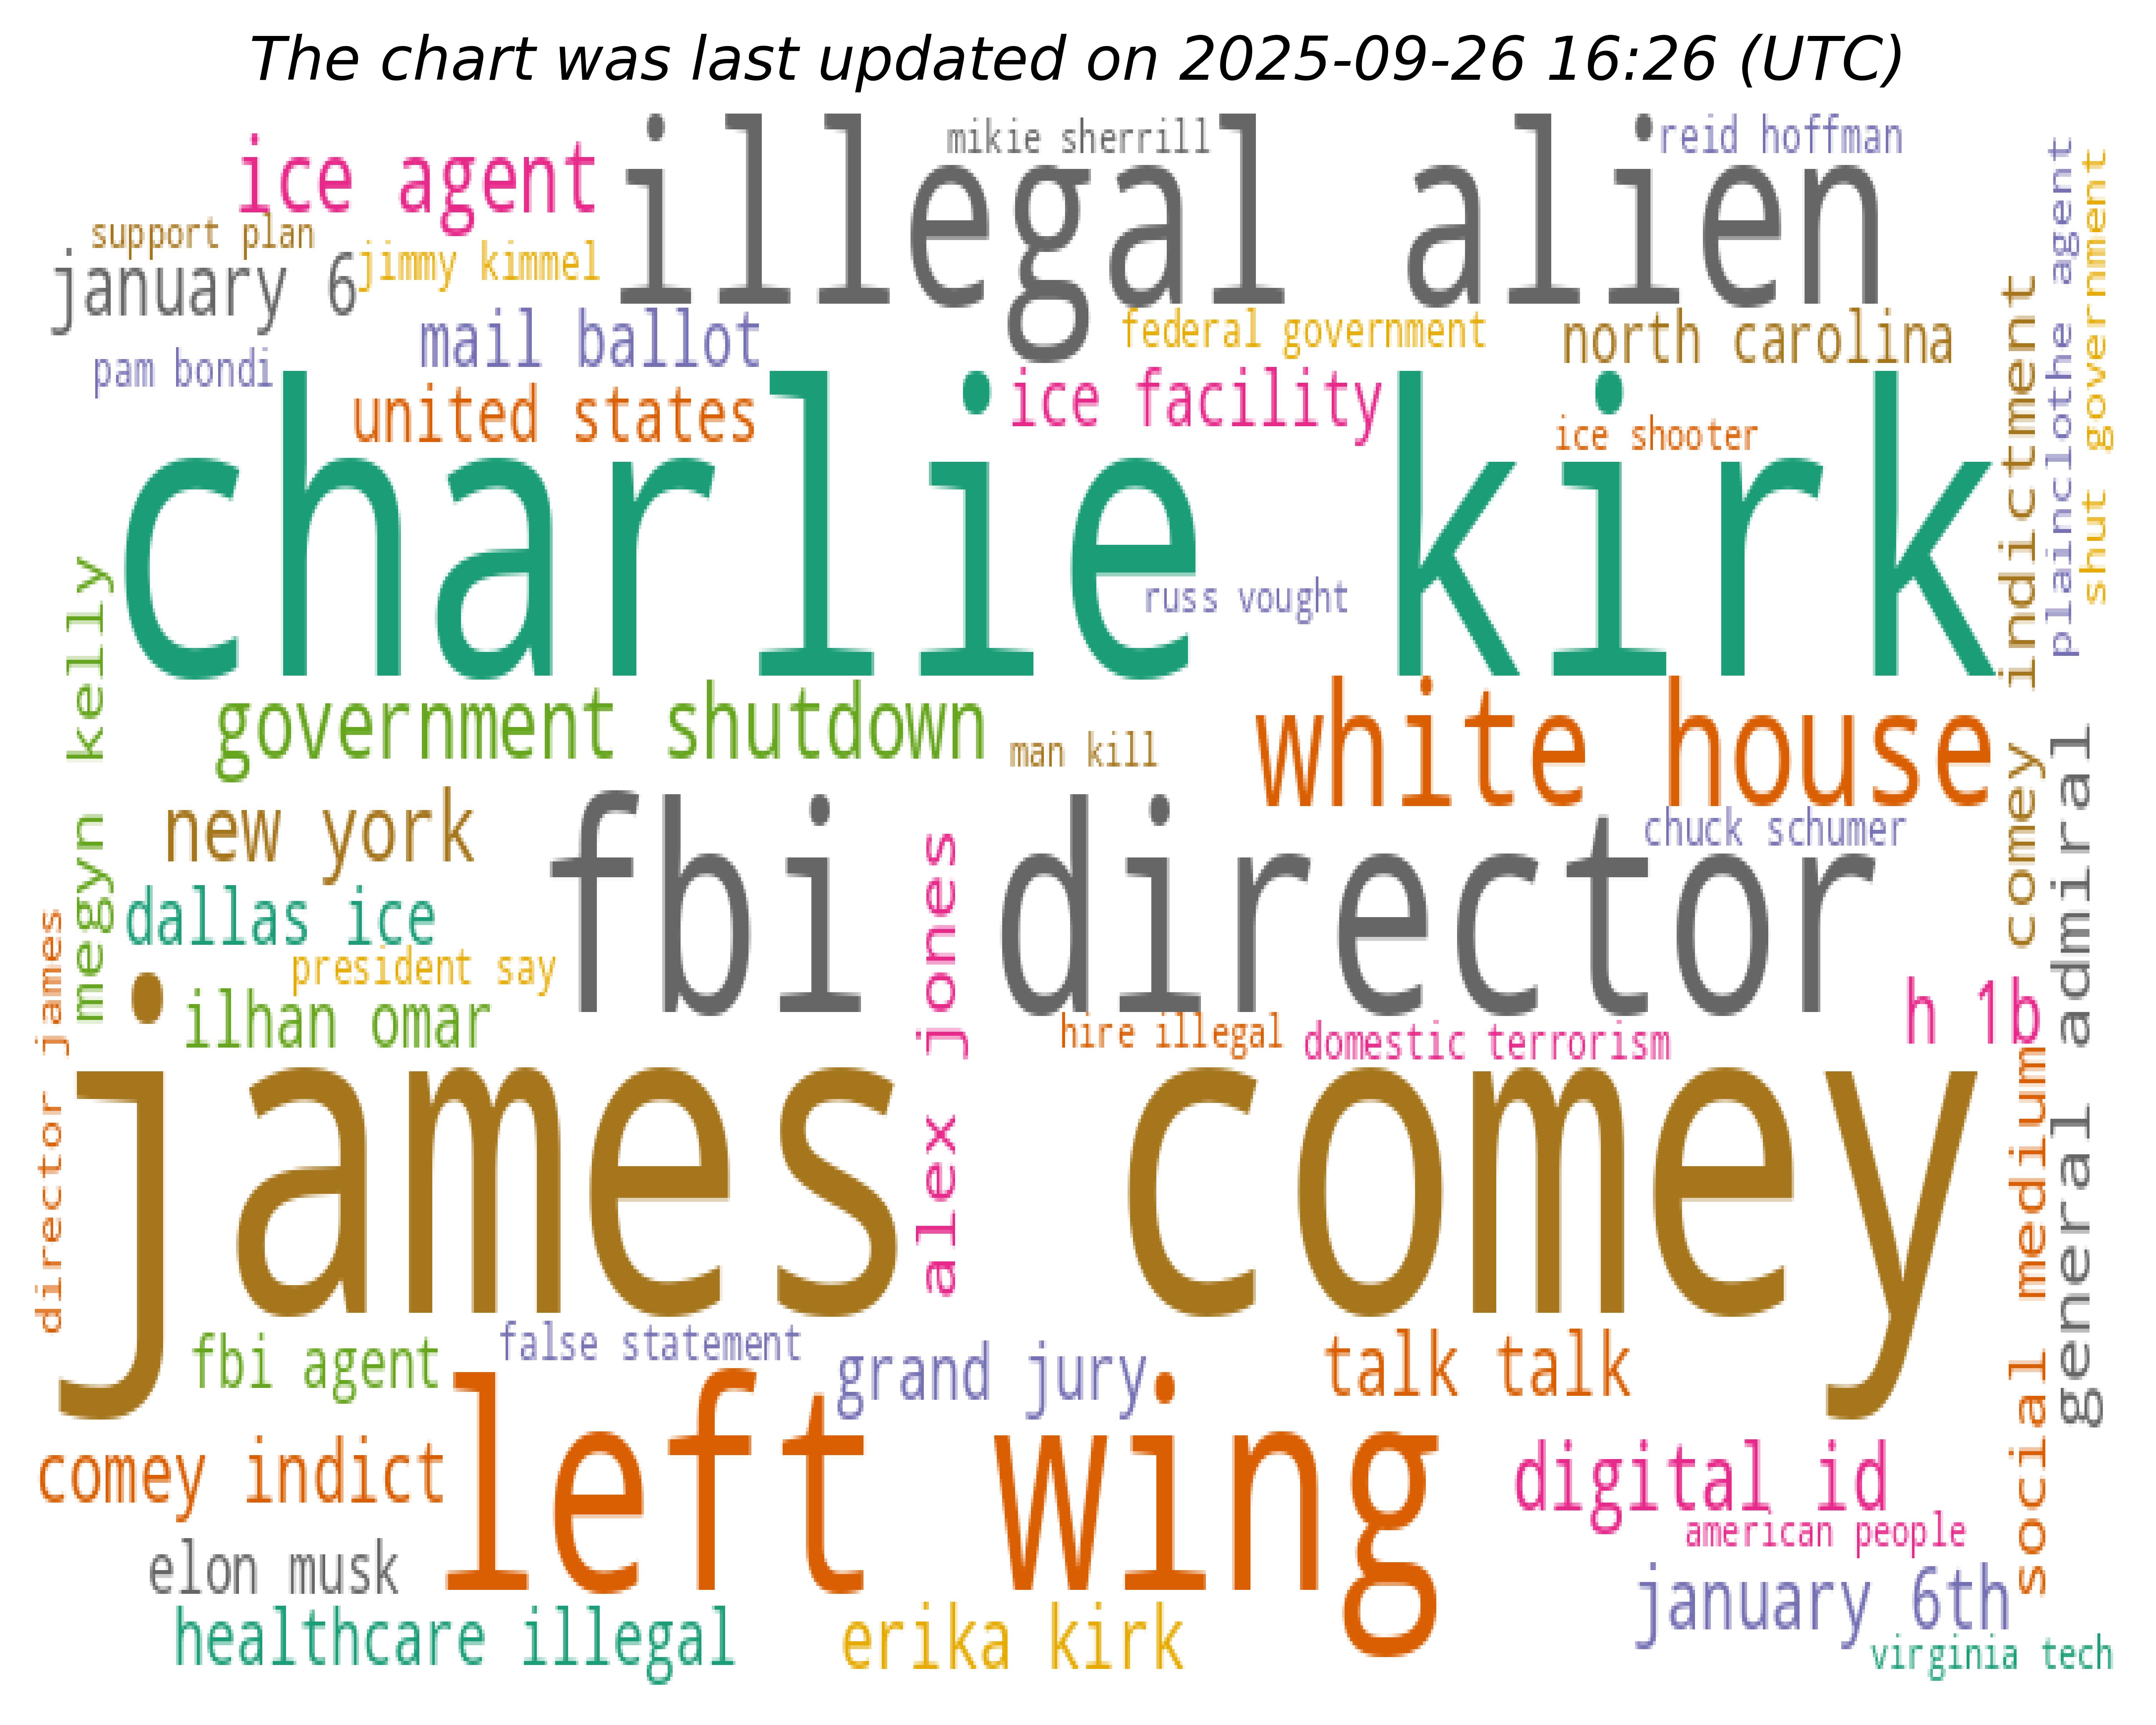 The chart was last updated on 2025-09-26 16:26 (UTC)
mikie sherrill
reid hoffman
ice agent
illegal alien
support plan
january 6
jimmy kimmel
mail ballot
federal government
north carolina
pam bondi
united states
ice facility
ice shooter
indictment
plainclothe agent
shut government
charlie kirk
russ vought
megyn kelly
government shutdown
man kill
white house
new york
fbi director
chuck schumer
comey
general admiral
dallas ice
president say
alex jones
director james
ilhan omar
hire illegal
domestic terrorism
h 1b
james comey
social medium
fbi agent
false statement
grand jury
talk talk
comey indict
left wing
digital id
american people
elon musk
january 6th
healthcare illegal
erika kirk
virginia tech